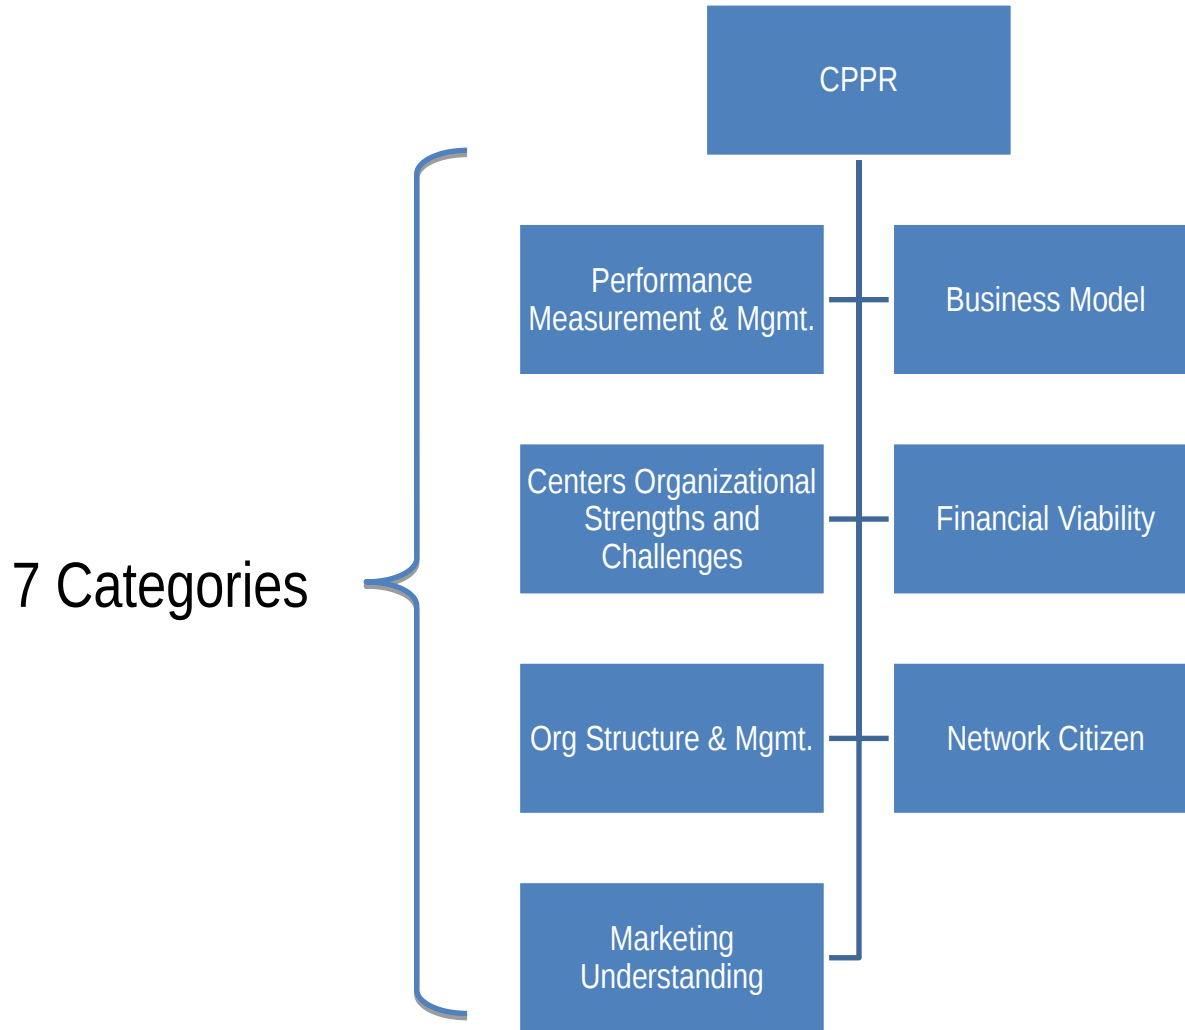 CPPR
Performance
Measurement & Mgmt.
Business Model
Centers Organizational
Strengths and
Challenges
Financial Viability
7 Categories
Org Structure & Mgmt.
Network Citizen
Marketing
Understanding